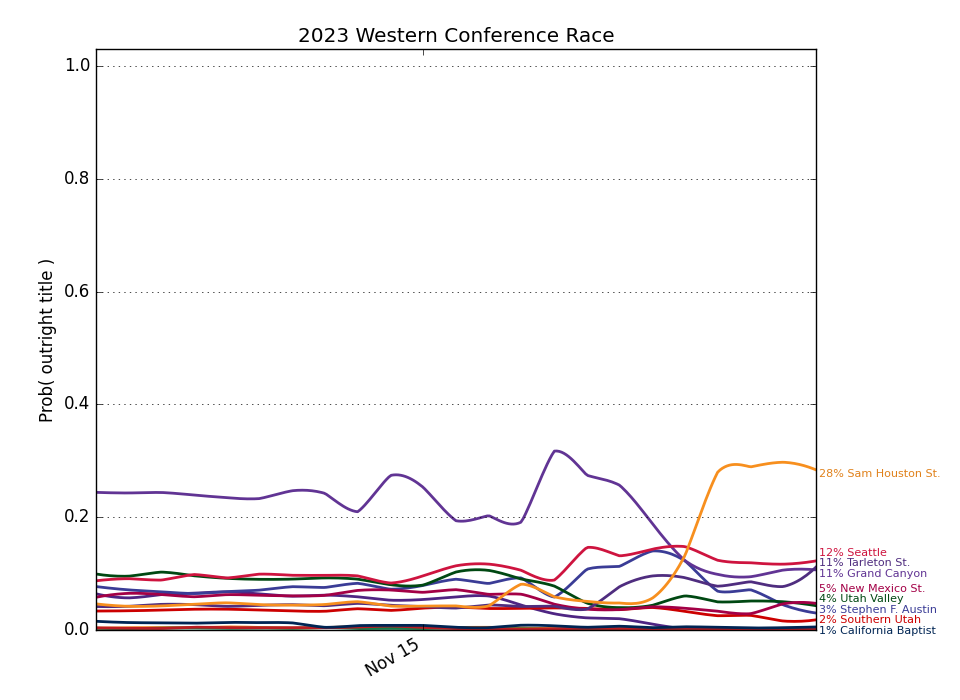 2023 Western Conference Race
1.0
0.8
0.6
0.4
0.2
0.0
Prob( outright title )
Nov 15
28% Sam Houston St.
12% Seattle
11% Tarleton St.
11% Grand Canyon
5% New Mexico St.
4% Utah Valley
3% Stephen F. Austin
2% Southern Utah
1% California Baptist